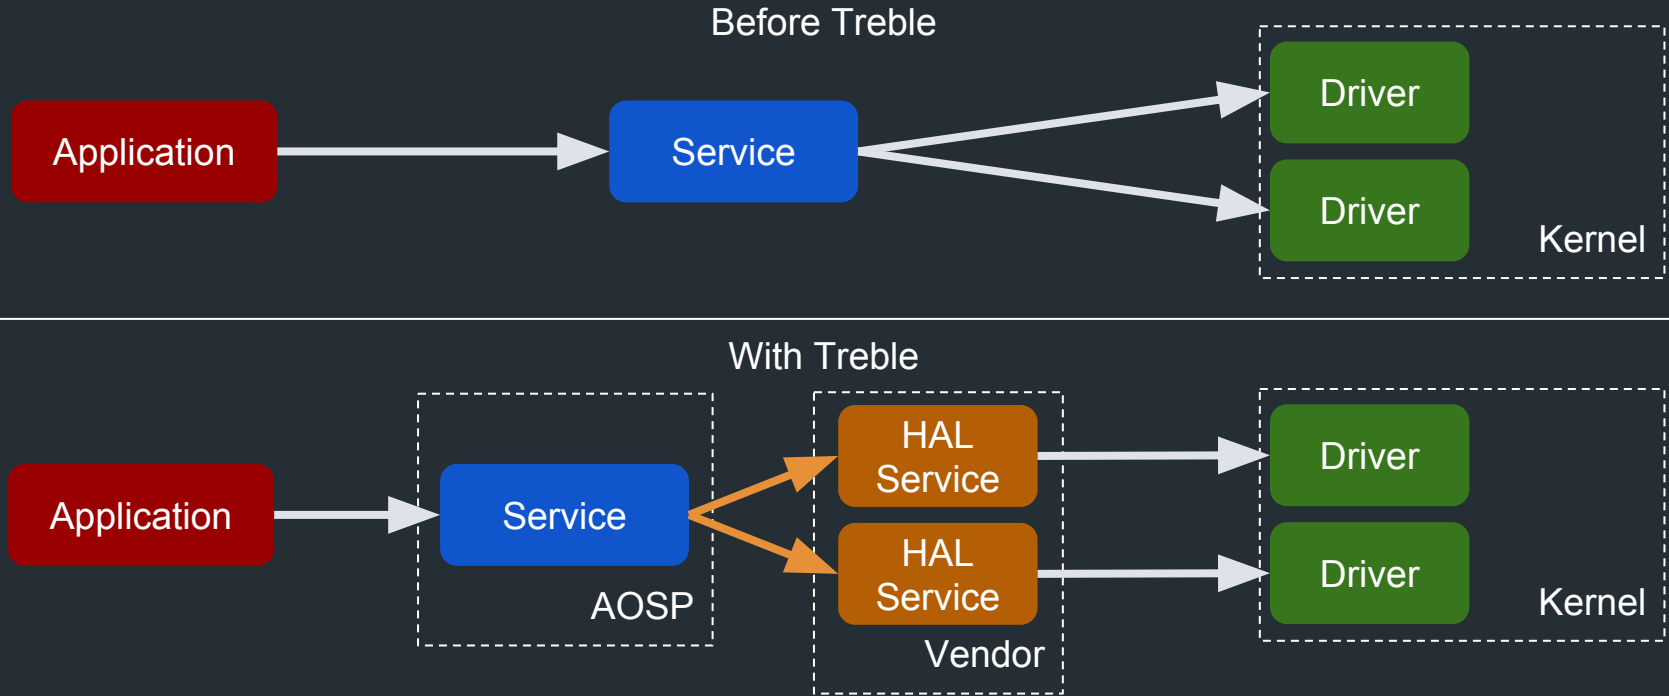 Before Treble
Application
Service
Driver
Driver
Kernel
With Treble
Application
Service
AOSP
HAL
Service
HAL
Service
Vendor
Driver
Driver
Kernel